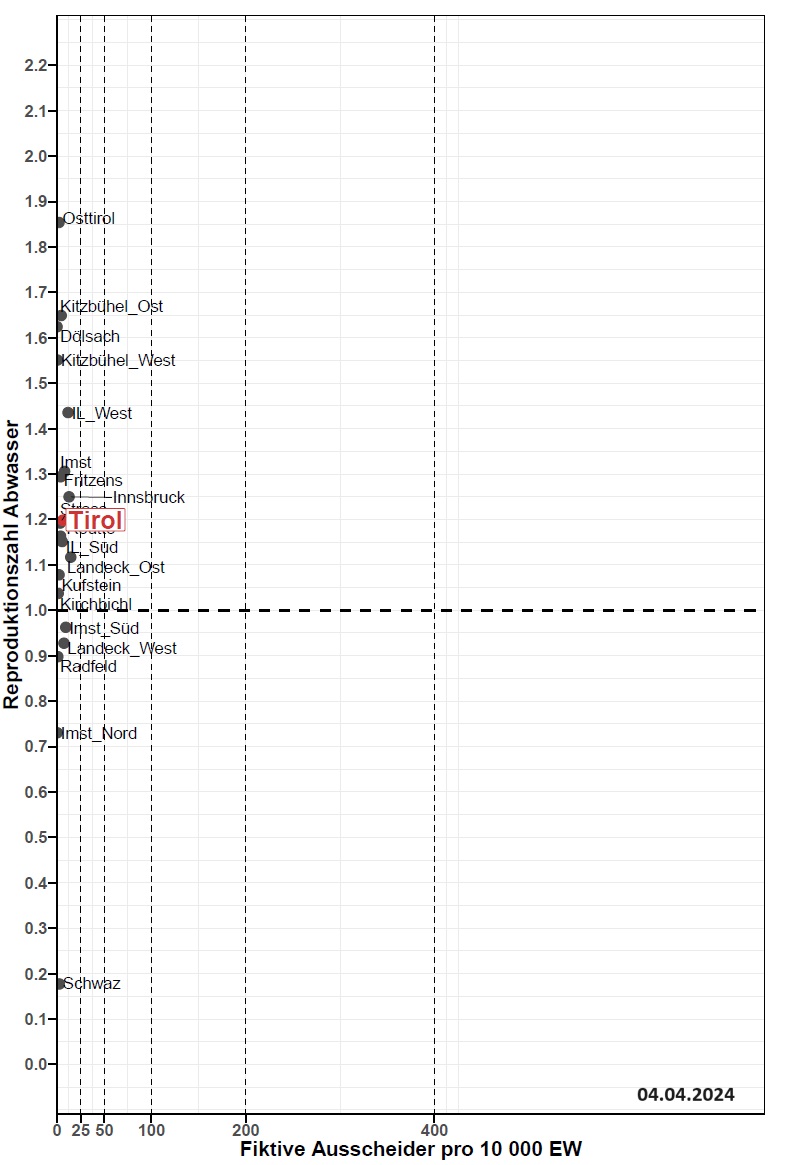 2.2
2.1
2.0
1.9
Osttirol
1.8
1.7
Kitzbühel_Ost
1.6
Dölsach
Kitzbühel_West
1.5
IL_West
1.4
Imst
1.3
Fritzens
Innsbruck
1.2
Tirol
IL_Süd
1.1
Landeck_Ost
Kufstein
Kirchbichl
1.0
Imst_Süd
Landeck_West
0.9
Radfeld
0.8
Imst_Nord
0.7
0.6
0.5
0.4
0.3
0.2
Schwaz
0.1
0.0
Reproduktionszahl Abwasser
04.04.2024
0 25 50 100 200 400
Fiktive Ausscheider pro 10 000 EW